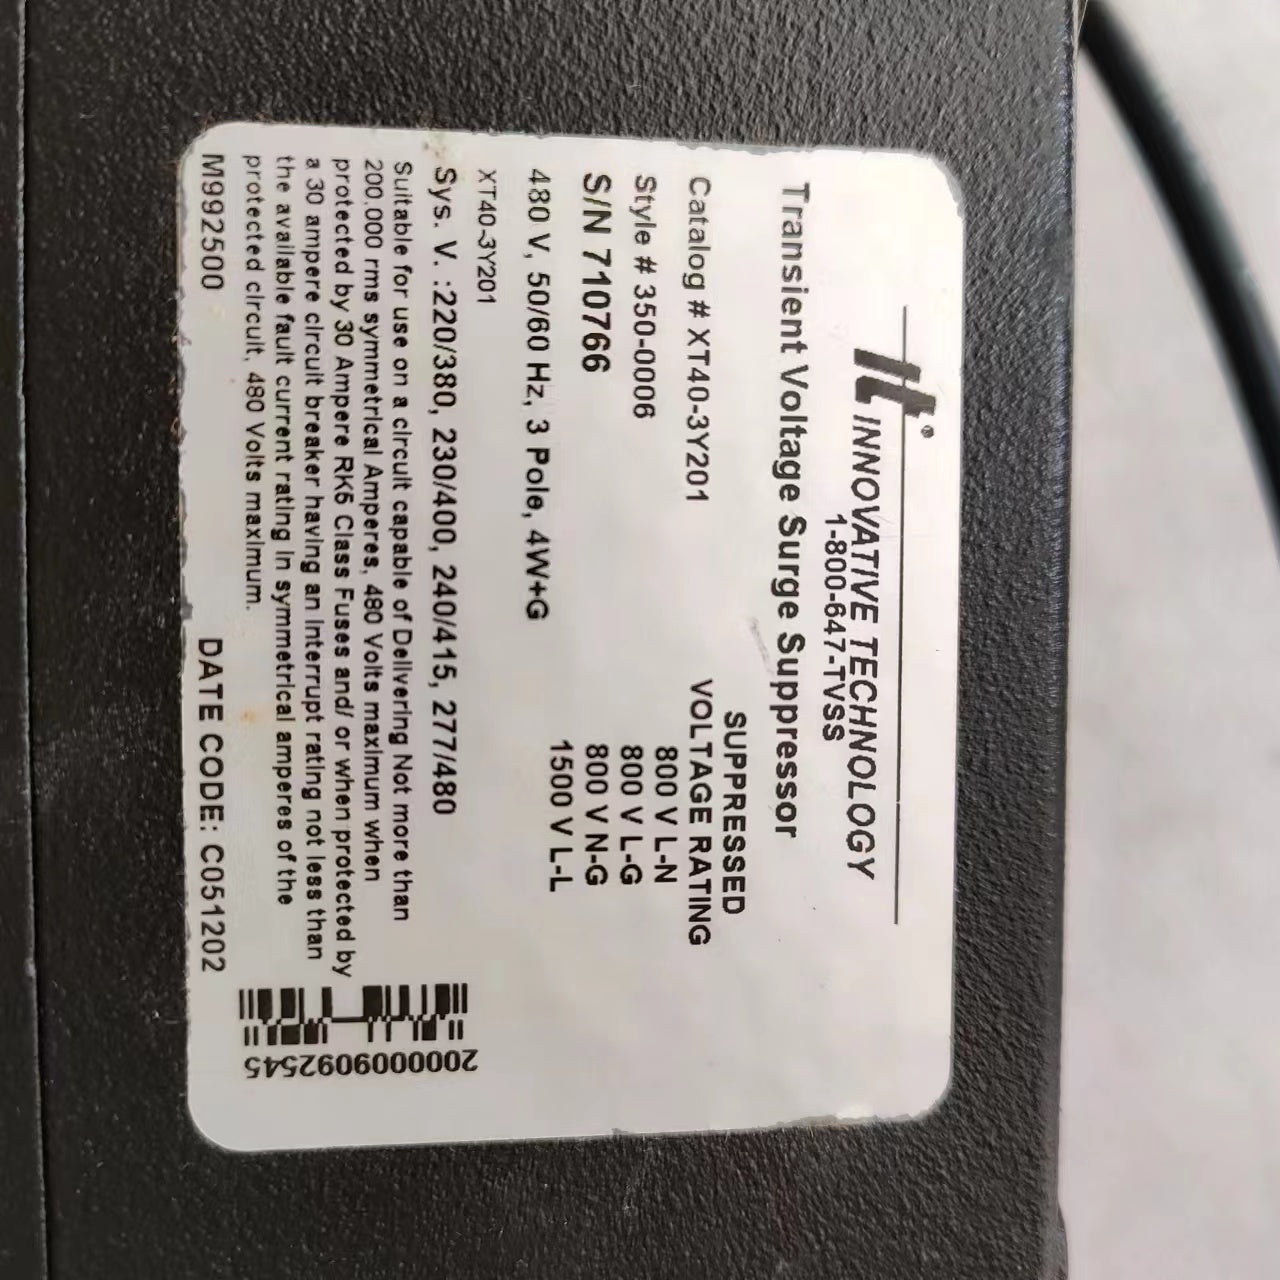 It®
INNOVATIVE TECHNOLOGY
1-800-647-TVSS
Transient Voltage Surge Suppressor
Catalog # XT40-3Y201
Style # 350-0006
S/N 710766
480 V, 50/60 Hz, 3 Pole, 4W+G
SUPPRESSED
VOLTAGE RATING
800 V L-N
800 V L-G
800 V N-G
1500 V L-L
XT40-3Y201
Sys. V. :220/380, 230/400, 240/415, 277/480
Suitable for use on a circuit capable of Delivering Not more than
200,000 rms symmetrical Amperes, 480 Volts maximum when
protected by 30 Ampere RK5 Class Fuses and/ or when protected by
a 30 ampere circuit breaker having an interrupt rating not less than
the available fault current rating in symmetrical amperes of the
protected circuit, 480 Volts maximum.
M992500
DATE CODE: C051202
2000009092545